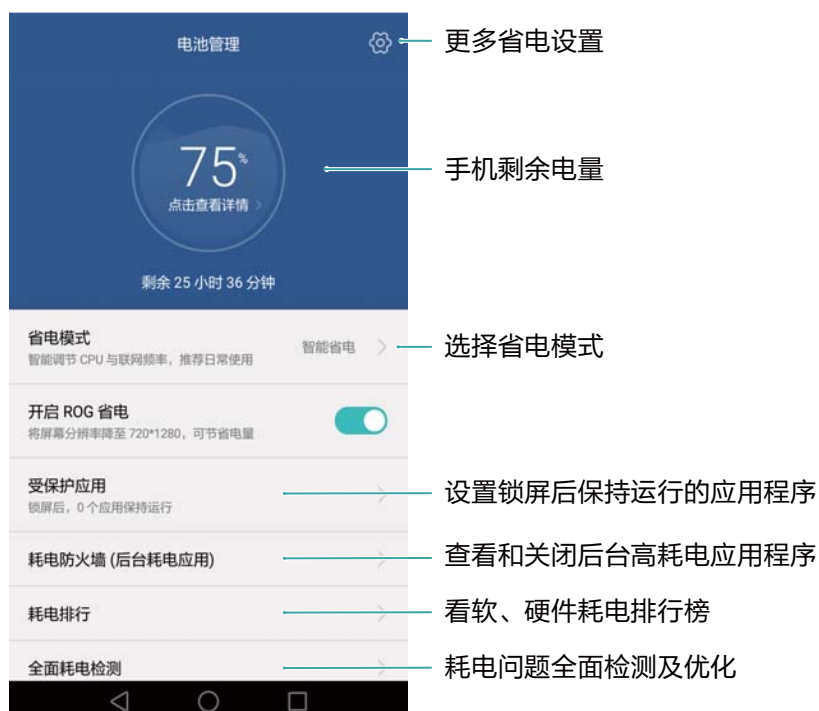 电池管理
更多省电设置
75%
点击查看详情 >
手机剩余电量
剩余 25 小时 36 分钟
省电模式
智能调节 CPU 与联网频率，推荐日常使用
智能省电
选择省电模式
开启 ROG 省电
将屏幕分辨率降至 720*1280，可节省电量
受保护应用
锁屏后，0 个应用保持运行
设置锁屏后保持运行的应用程序
耗电防火墙 (后台耗电应用)
查看和关闭后台高耗电应用程序
耗电排行
看软、硬件耗电排行榜
全面耗电检测
耗电问题全面检测及优化